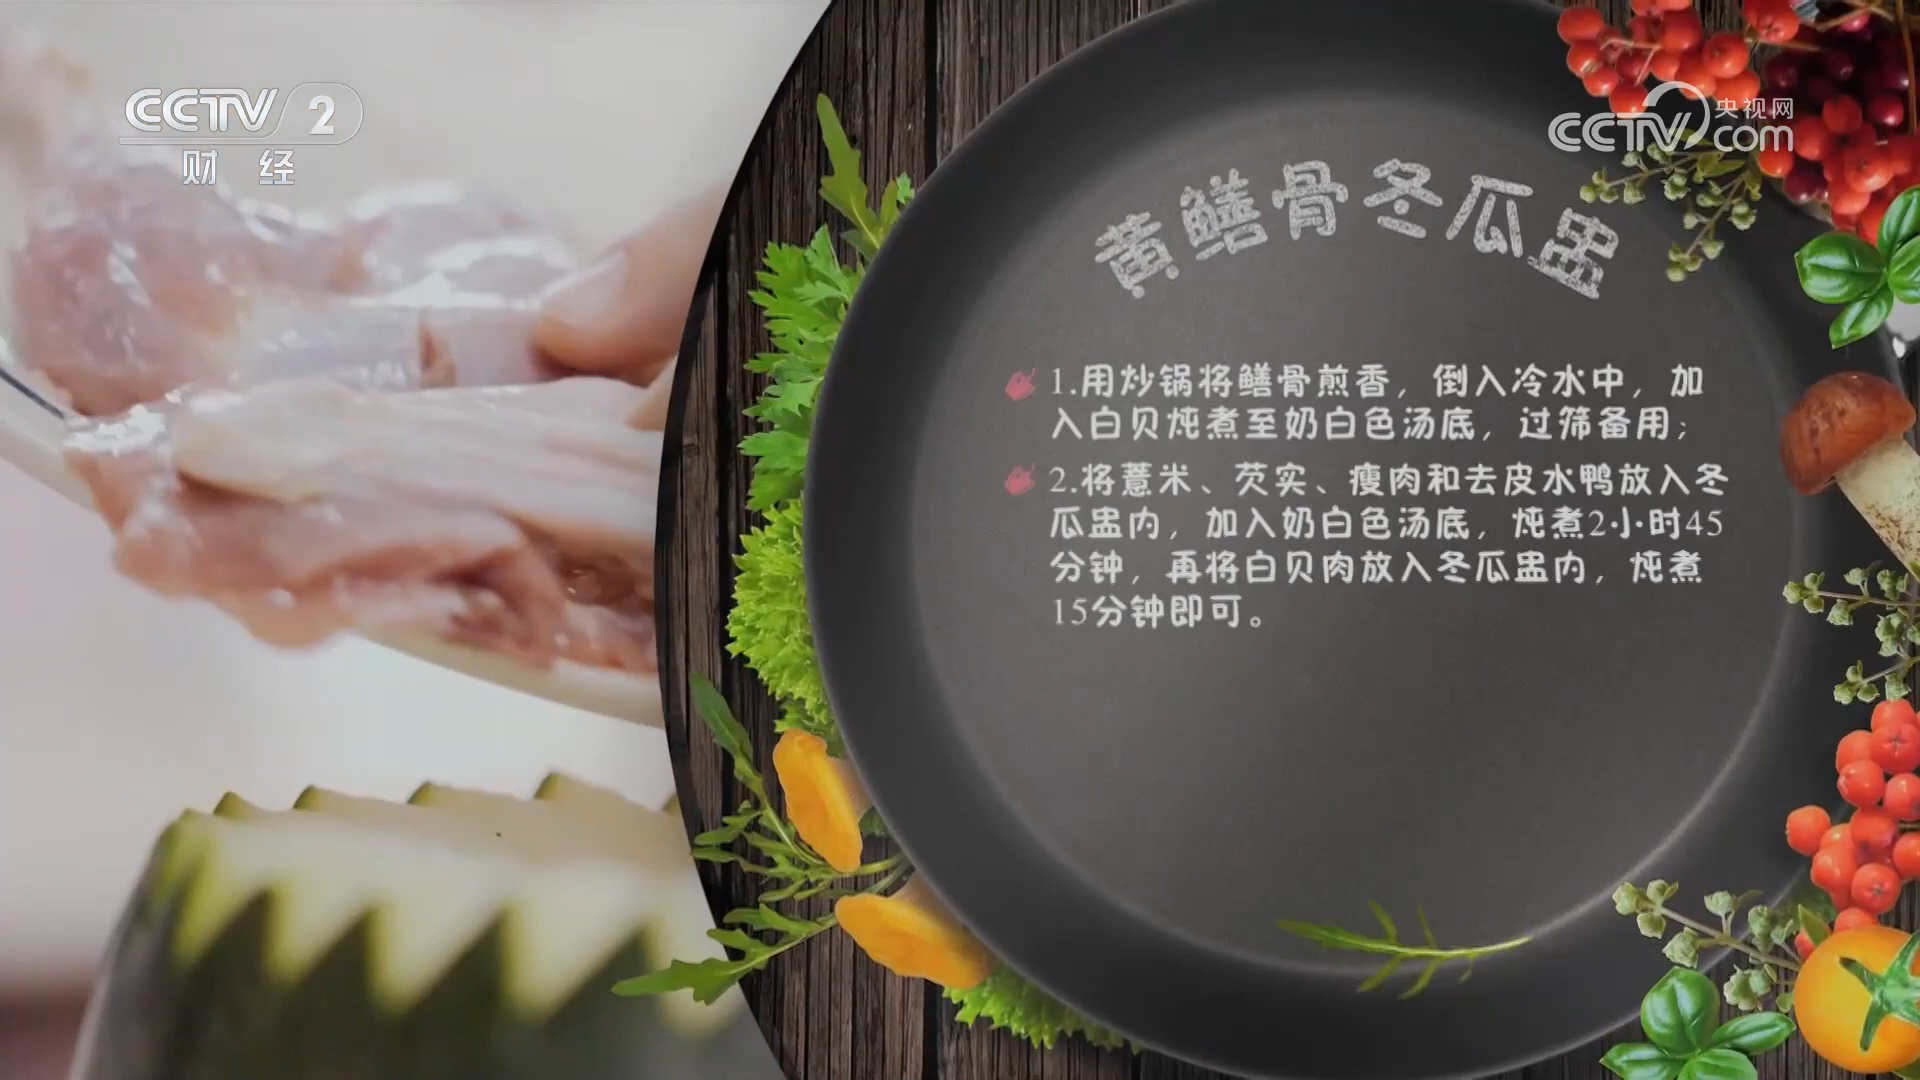 CCTV 2
财 经
央视网
CCTV.com
黄鳝骨冬瓜盅
1.用炒锅将鳝骨煎香，倒入冷水中，加
入白贝炖煮至奶白色汤底，过筛备用；
2.将薏米、芡实、瘦肉和去皮水鸭放入冬
瓜盅内，加入奶白色汤底，炖煮2小时45
分钟，再将白贝肉放入冬瓜盅内，炖煮
15分钟即可。